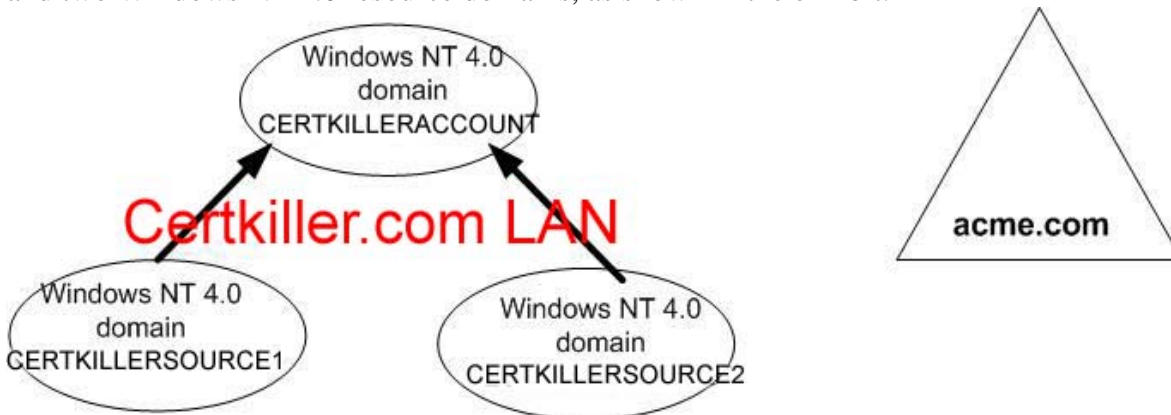 Windows NT 4.0
domain
CERTKILLERACCOUNT
acme.com
Certkiller.com LAN
Windows NT 4.0
domain
CERTKILLERSOURCE1
Windows NT 4.0
domain
CERTKILLERSOURCE2